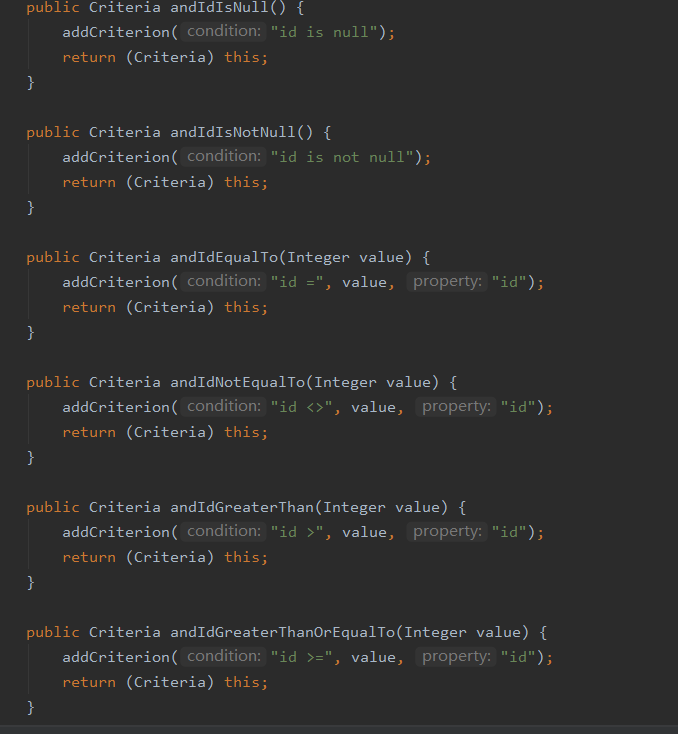 public Criteria andIdIsNull() {
addCriterion( condition: "id is null");
return (Criteria) this;
}
public Criteria andIdIsNotNull() {
addCriterion( condition: "id is not null");
return (Criteria) this;
}
public Criteria andIdEqualTo(Integer value) {
addCriterion( condition: "id =", value, property: "id");
return (Criteria) this;
}
public Criteria andIdNotEqualTo(Integer value) {
addCriterion( condition: "id <>", value, property: "id");
return (Criteria) this;
}
public Criteria andIdGreaterThan(Integer value) {
addCriterion( condition: "id >", value, property: "id");
return (Criteria) this;
}
public Criteria andIdGreaterThanOrEqualTo(Integer value) {
addCriterion( condition: "id >=", value, property: "id");
return (Criteria) this;
}